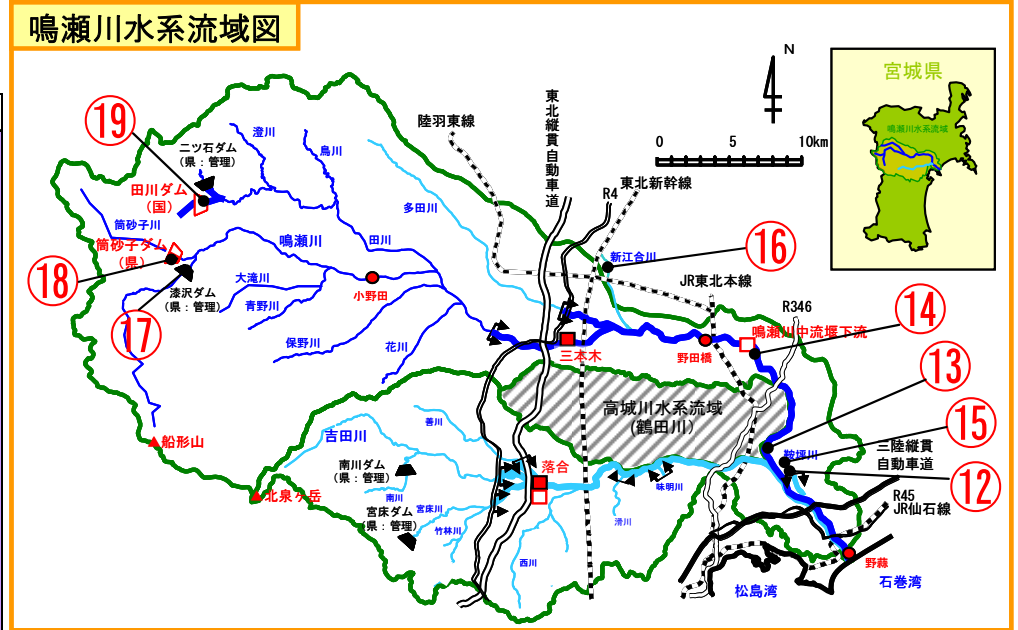 鳴瀬川水系流域図
N
宮城県
鳴瀬川水系流域
0 5 10km
東北縦貫自動車道
陸羽東線
R4
東北新幹線
⑲
二ツ石ダム
(県：管理)
澄川
鳥川
田川ダム
(国)
多田川
筒砂子川
鳴瀬川
田川
新江合川
⑯
筒砂子ダム
(県)
⑱
大滝川
漆沢ダム
(県：管理)
青野川
小野田
JR東北本線
R346
⑰
保野川
花川
三本木
野田橋
鳴瀬川中流堰下流
⑭
高城川水系流域
(鶴田川)
⑬
船形山
吉田川
善川
鞍坪川
⑮
三陸縦貫
自動車道
南川ダム
(県：管理)
落合
味明川
⑫
北泉ヶ岳
南川
宮床川
宮床ダム
(県：管理)
竹林川
滑川
R45
JR仙石線
西川
野蒜
松島湾
石巻湾